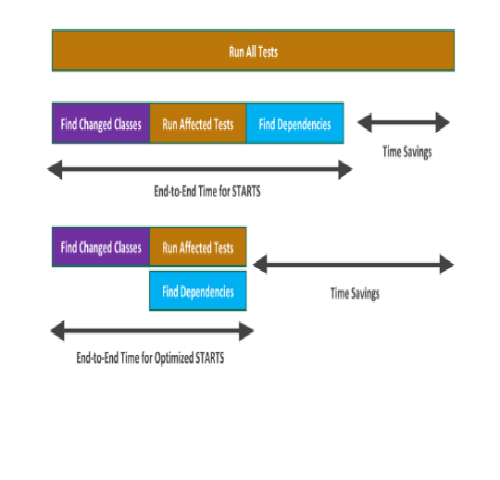 Run All Tests
Find Changed Classes Run Affected Tests Find Dependencies
Time Savings
End-to-End Time for STARTS
Find Changed Classes Run Affected Tests
Find Dependencies
Time Savings
End-to-End Time for Optimized STARTS